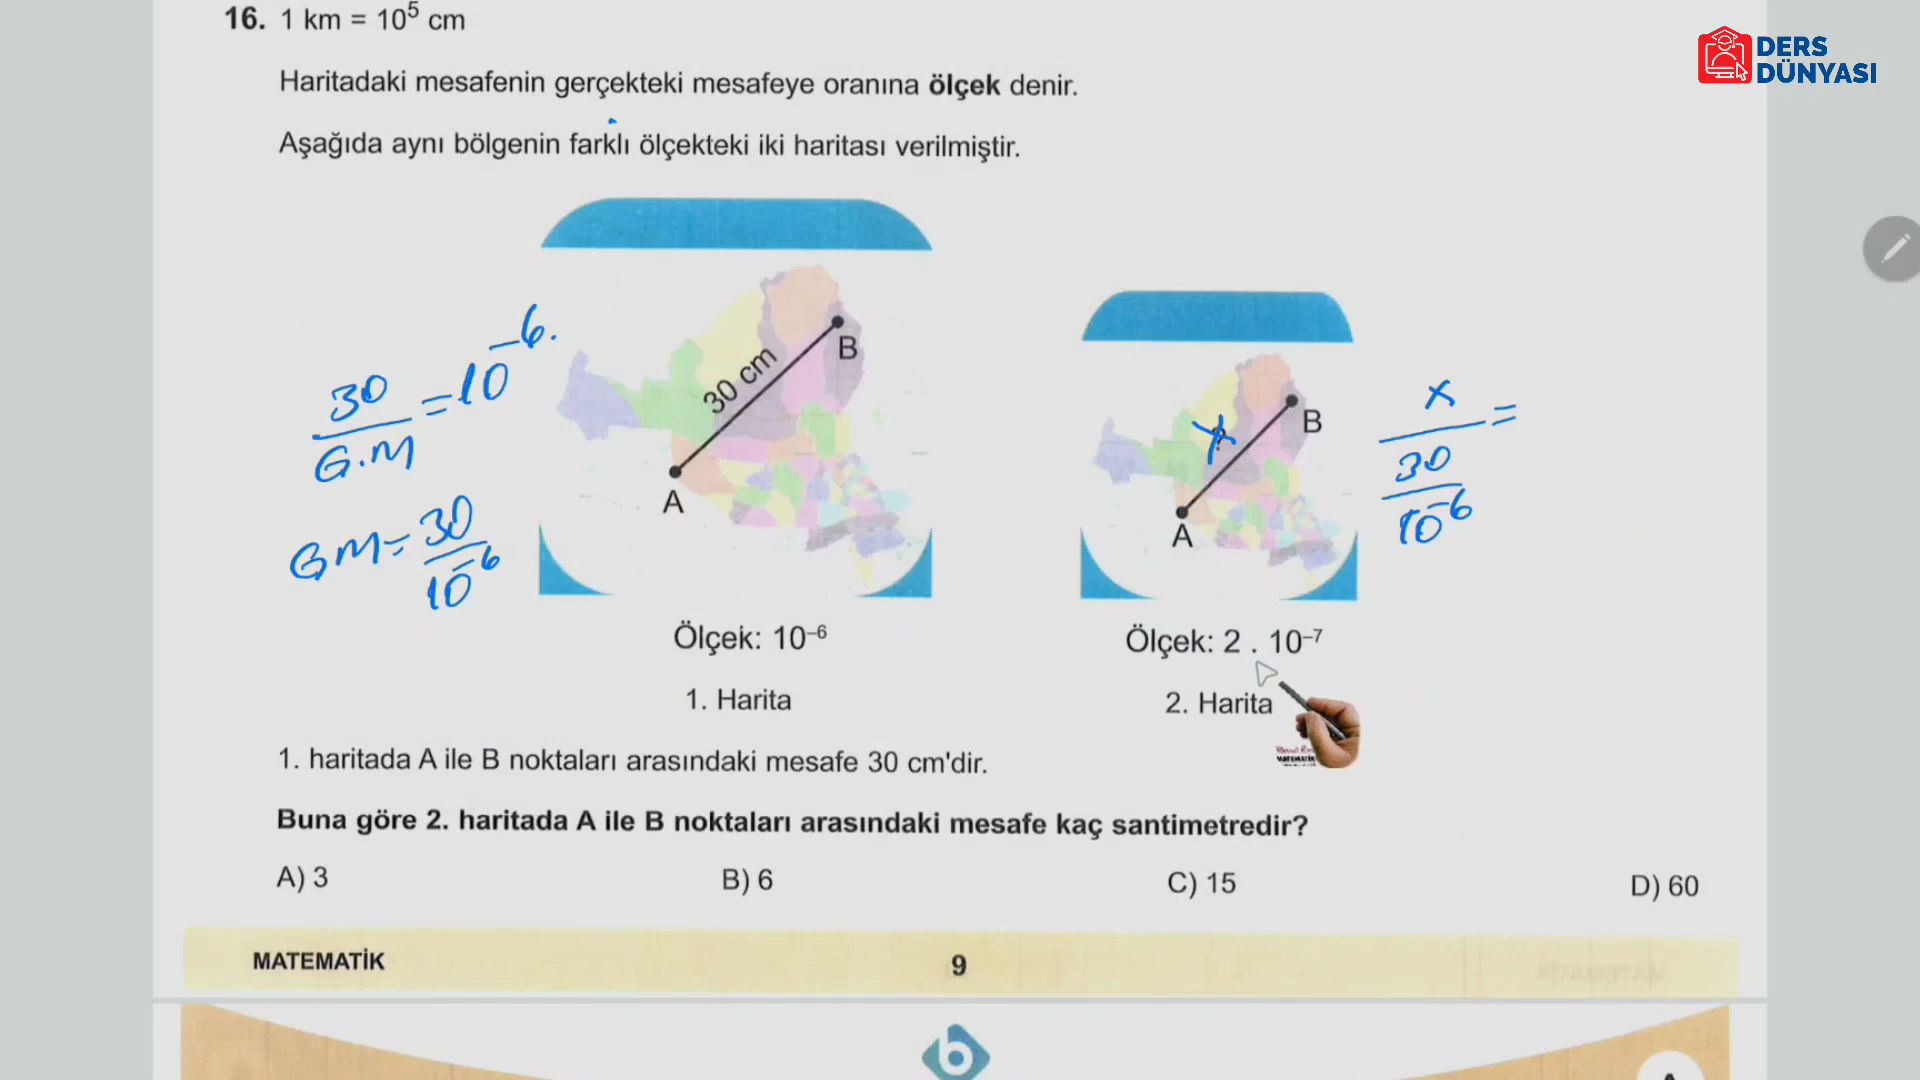 DERS
DÜNYASI
16. 1 km = 10⁵ cm
Haritadaki mesafenin gerçekteki mesafeye oranına ölçek denir.
Aşağıda aynı bölgenin farklı ölçekteki iki haritası verilmiştir.
30 cm
A
B
Ölçek: 10⁻⁶
1. Harita
A
B
x
Ölçek: 2 . 10⁻⁷
2. Harita
30/G.M = 10⁻⁶.
GM = 30/10⁻⁶
x/(30/10⁻⁶) =
MATEMATİK
1. haritada A ile B noktaları arasındaki mesafe 30 cm'dir.
Buna göre 2. haritada A ile B noktaları arasındaki mesafe kaç santimetredir?
A) 3 B) 6 C) 15 D) 60
MATEMATİK 9
b